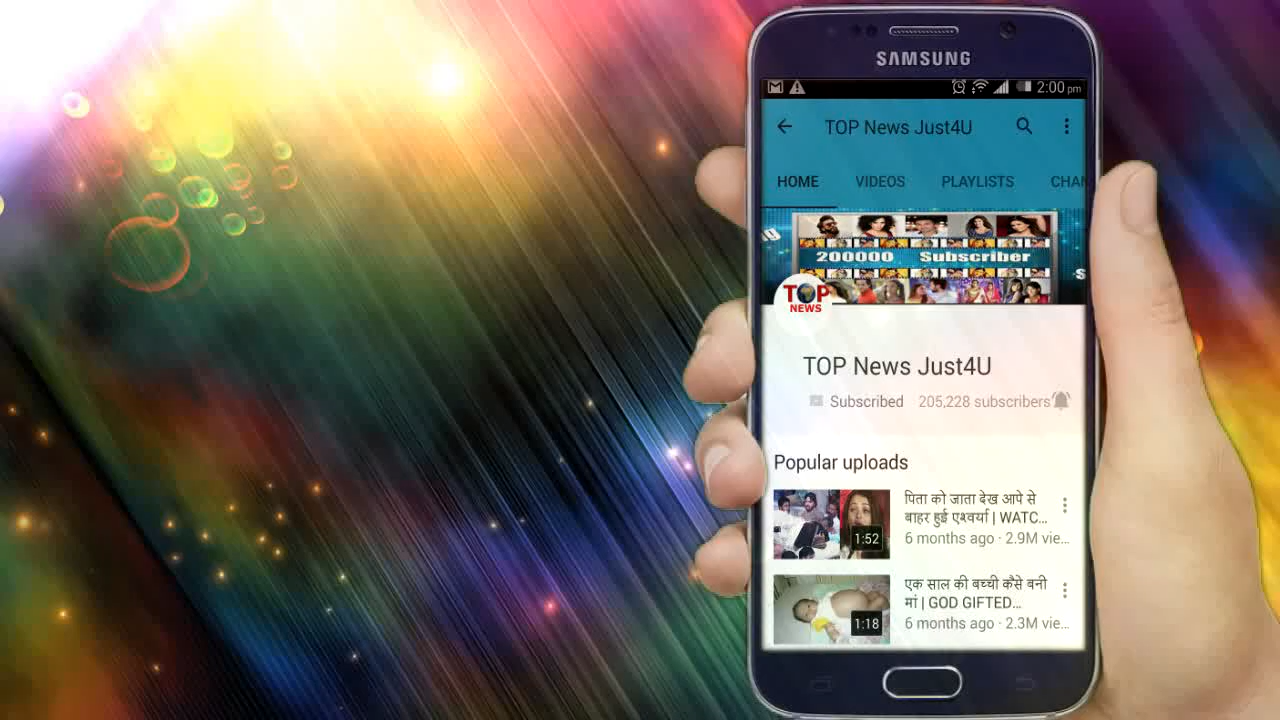 SAMSUNG
2:00 pm
TOP News Just4U
HOME VIDEOS PLAYLISTS CHAN
200000 Subscriber
TOP
NEWS
TOP News Just4U
Subscribed 205,228 subscribers
Popular uploads
पिता को जाता देख आपे से
बाहर हुई एश्वर्या | WATC...
1:52
6 months ago · 2.9M vie...
एक साल की बच्ची कैसे बनी
मां | GOD GIFTED...
1:18
6 months ago · 2.3M vie...